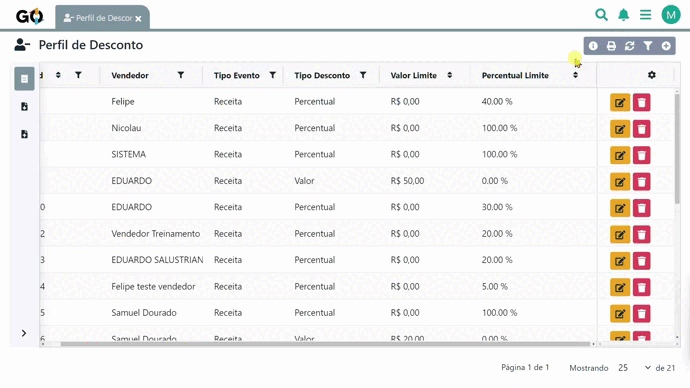 GO
Perfil de Descor
M
Perfil de Desconto
d Vendedor Tipo Evento Tipo Desconto Valor Limite Percentual Limite
Felipe Receita Percentual R$ 0,00 40.00 %
Nicolau Receita Percentual R$ 0,00 100.00 %
SISTEMA Receita Percentual R$ 0,00 100.00 %
EDUARDO Receita Valor R$ 50,00 0.00 %
0 EDUARDO Receita Percentual R$ 0,00 30.00 %
2 Vendedor Treinamento Receita Percentual R$ 0,00 20.00 %
3 EDUARDO SALUSTRIAN Receita Percentual R$ 0,00 20.00 %
4 Felipe teste vendedor Receita Percentual R$ 0,00 5.00 %
5 Samuel Dourado Receita Percentual R$ 0,00 100.00 %
6 Samuel Dourado Receita Valor R$ 20,00 0.00 %
Página 1 de 1 Mostrando 25 de 21